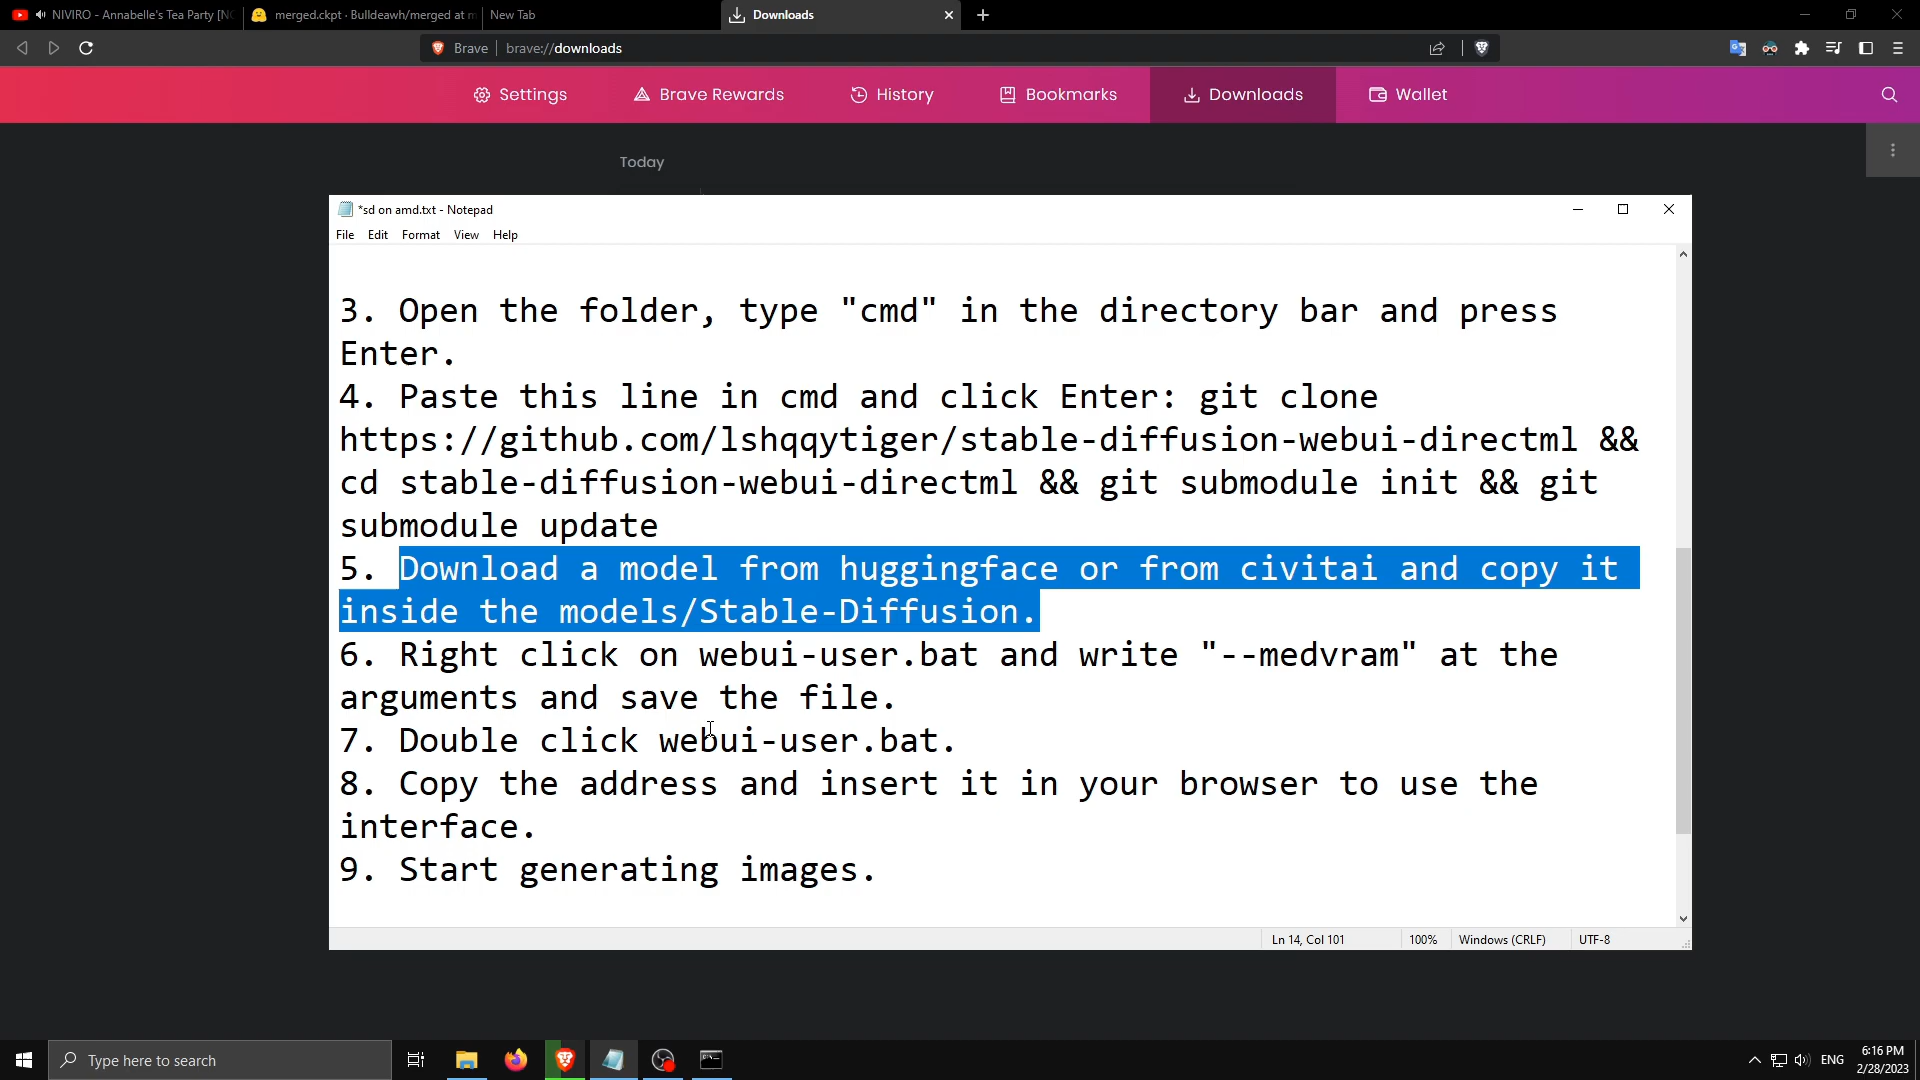 NIVIRO - Annabelle's Tea Party [NC
merged.ckpt · Bulldeawh/merged at m
New Tab
Downloads
Brave
brave://downloads
Settings
Brave Rewards
History
Bookmarks
Downloads
Wallet
Today
*sd on amd.txt - Notepad
File Edit Format View Help
3. Open the folder, type "cmd" in the directory bar and press
Enter.
4. Paste this line in cmd and click Enter: git clone
https://github.com/lshqqytiger/stable-diffusion-webui-directml &&
cd stable-diffusion-webui-directml && git submodule init && git
submodule update
5. Download a model from huggingface or from civitai and copy it
inside the models/Stable-Diffusion.
6. Right click on webui-user.bat and write "--medvram" at the
arguments and save the file.
7. Double click webui-user.bat.
8. Copy the address and insert it in your browser to use the
interface.
9. Start generating images.
Ln 14, Col 101
100%
Windows (CRLF)
UTF-8
Type here to search
ENG
6:16 PM
2/28/2023